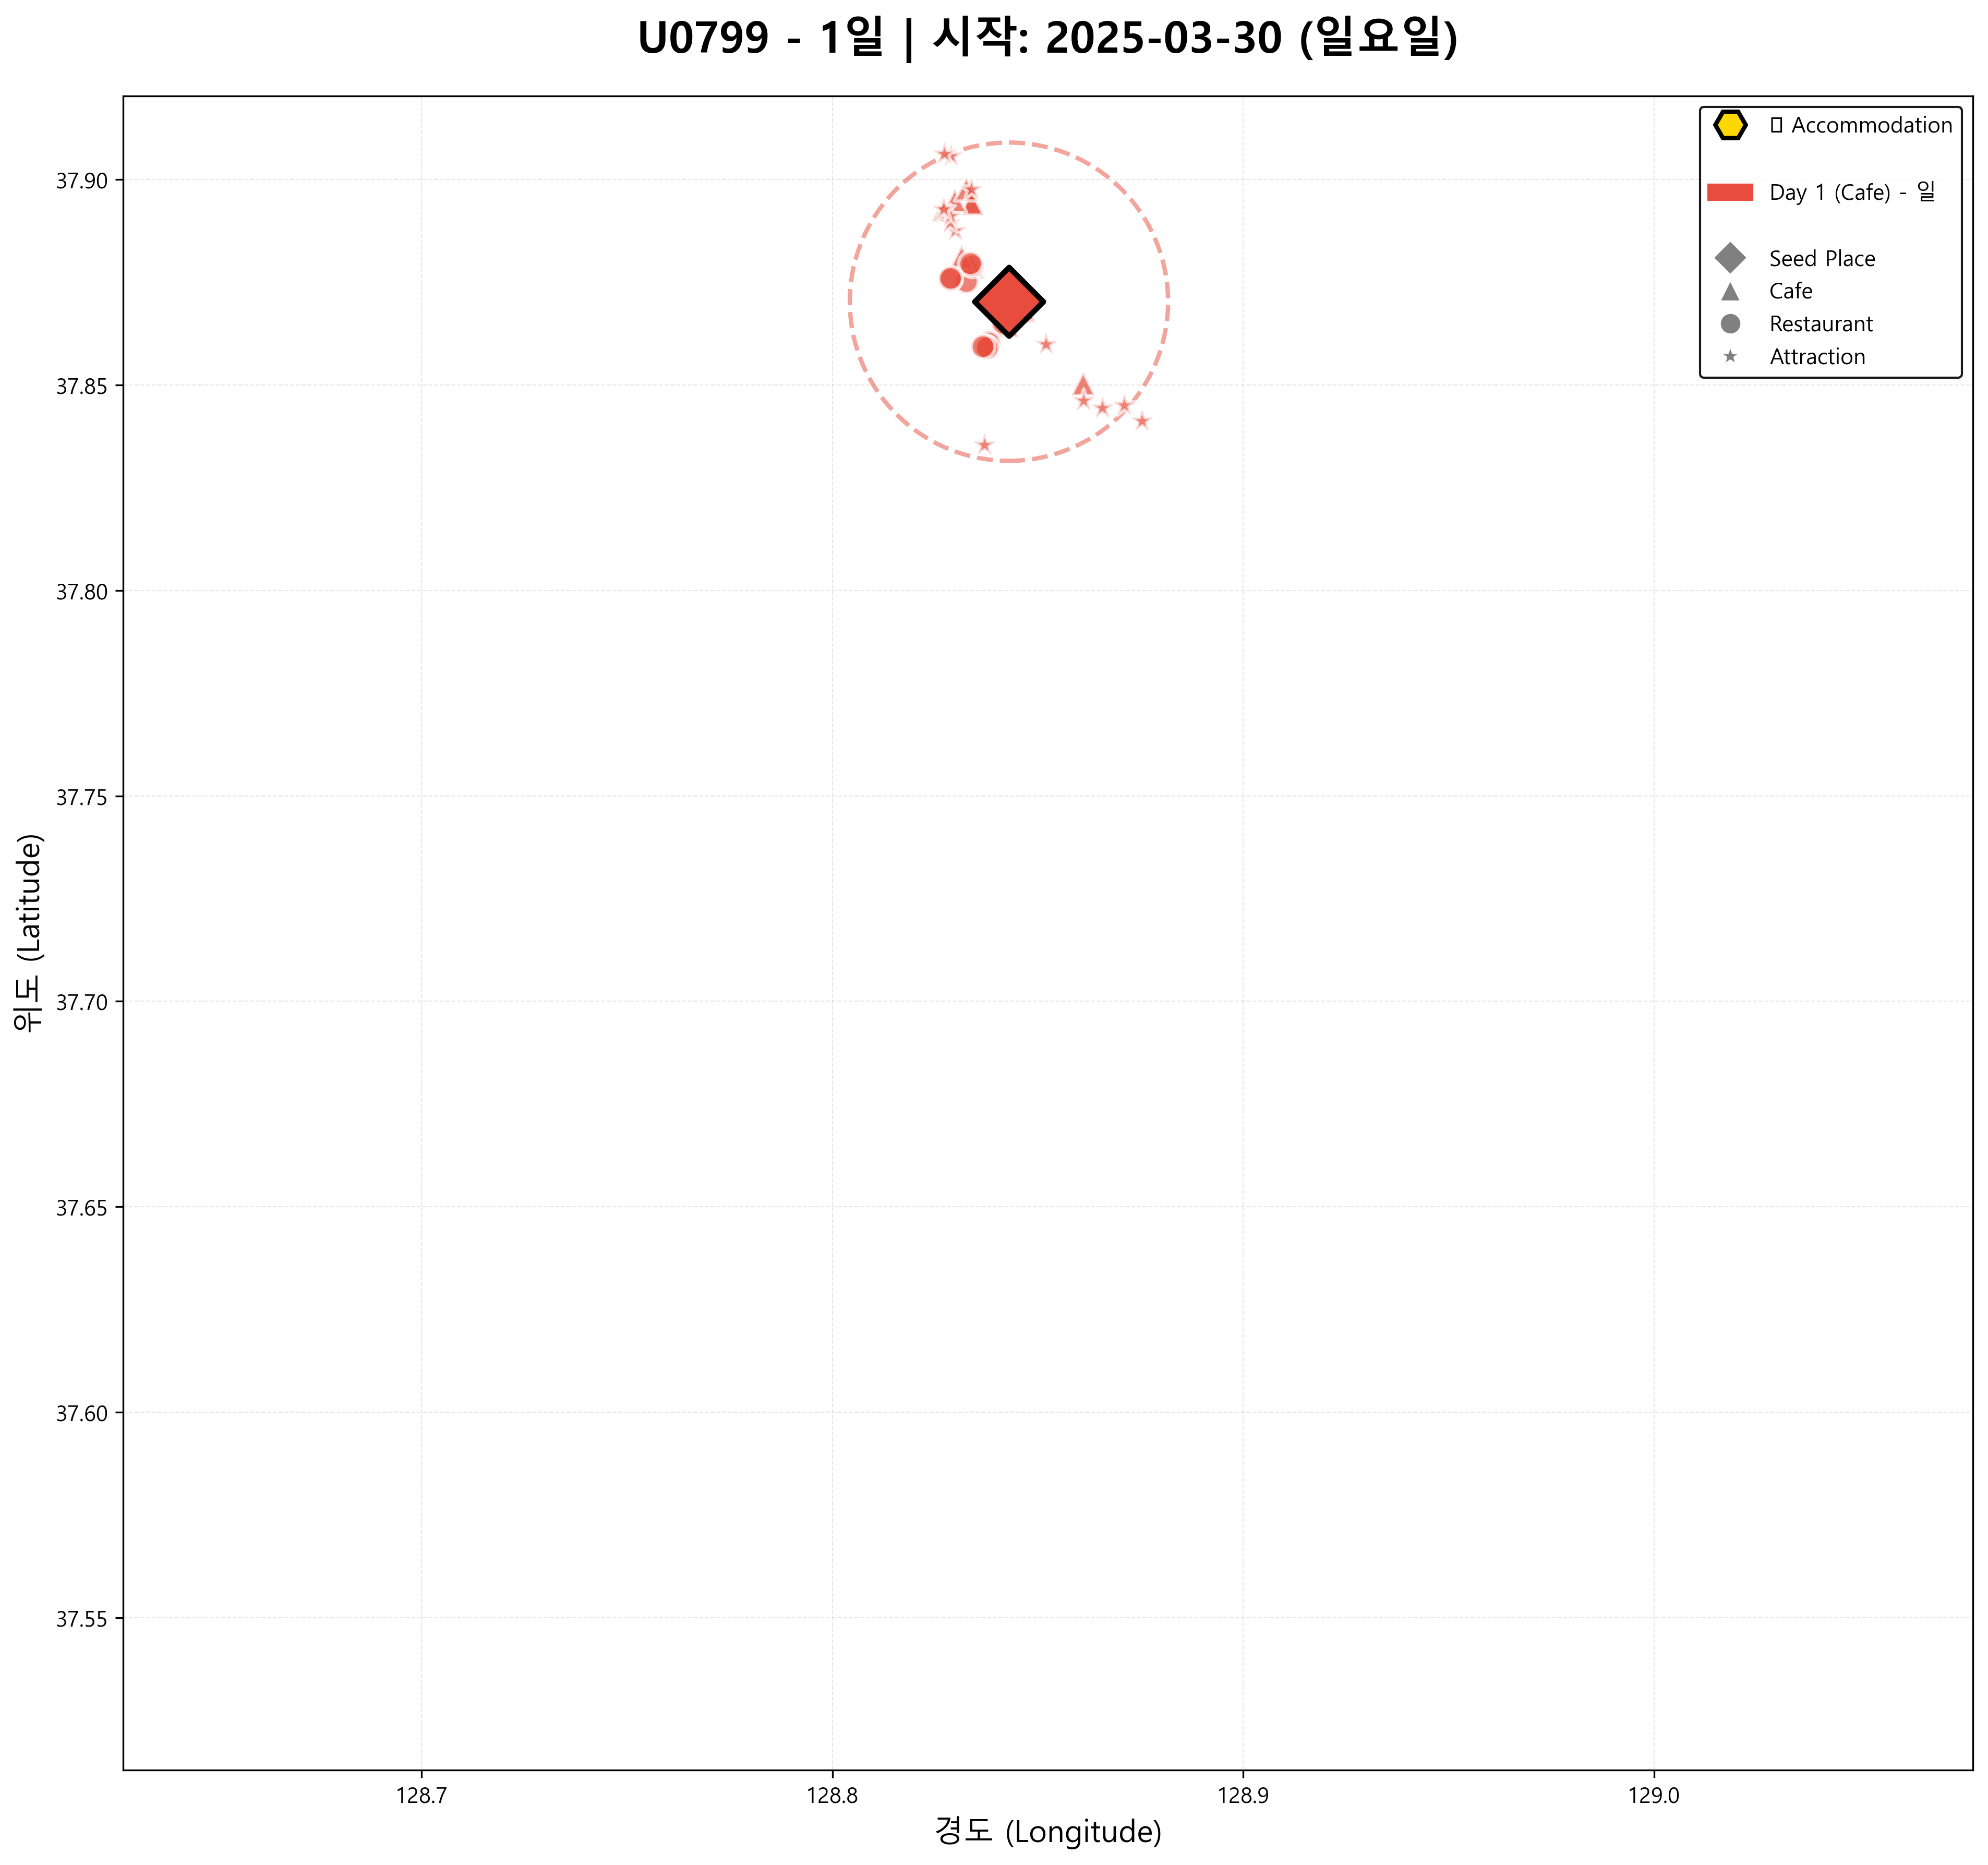 U0799 - 1일 | 시작: 2025-03-30 (일요일)
Accommodation
Day 1 (Cafe) - 일
Seed Place
Cafe
Restaurant
Attraction
37.90
37.85
37.80
37.75
37.70
37.65
37.60
37.55
위도 (Latitude)
128.7 128.8 128.9 129.0
경도 (Longitude)